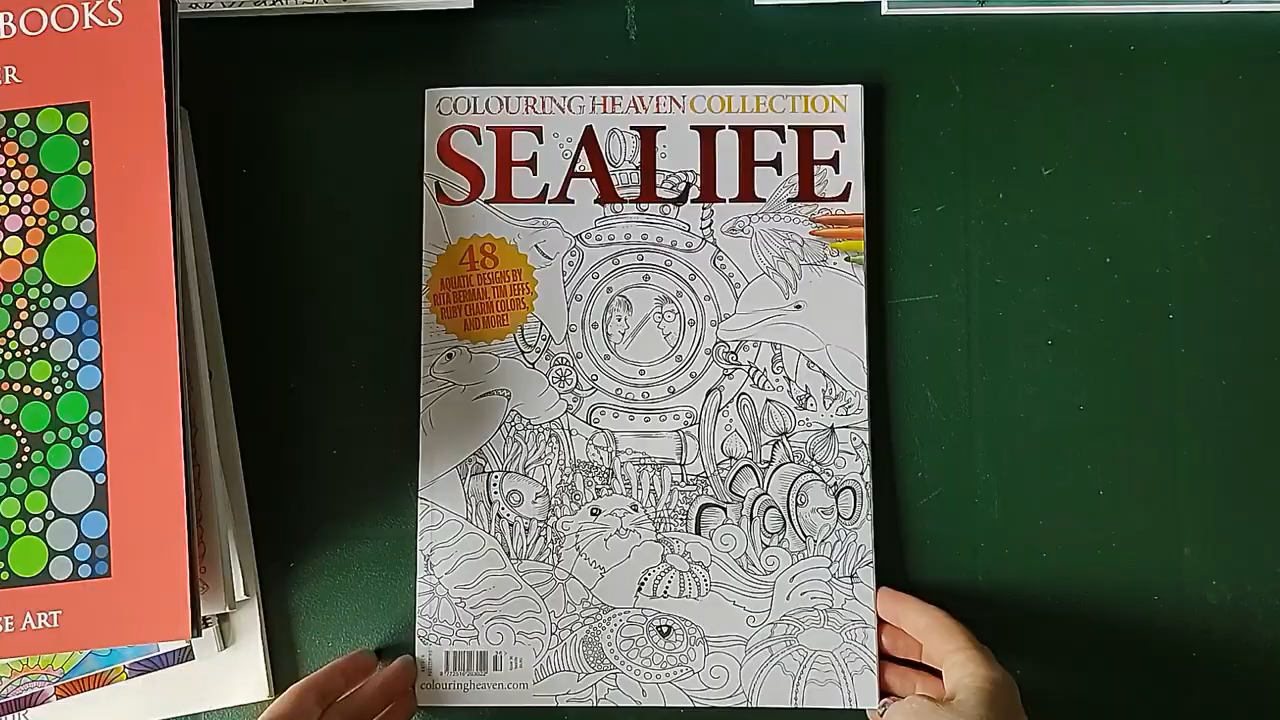 BOOKS
ER
SE ART
COLOURING HEAVEN COLLECTION
SEALIFE
48
AQUATIC DESIGNS BY
RITA BERMAN, TIM JEFFS,
RUBY CHARM COLORS,
AND MORE!
colouringheaven.com